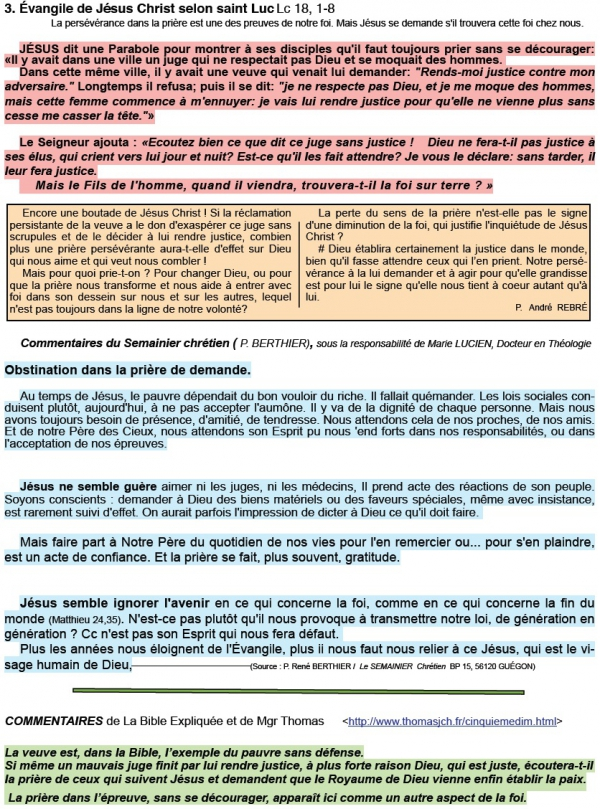 3. Évangile de Jésus Christ selon saint Luc Lc 18, 1-8
La persévérance dans la prière est une des preuves de notre foi. Mais Jésus se demande s'il trouvera cette foi chez nous.
JÉSUS dit une Parabole pour montrer à ses disciples qu'il faut toujours prier sans se décourager:
«Il y avait dans une ville un juge qui ne respectait pas Dieu et se moquait des hommes.
Dans cette même ville, il y avait une veuve qui venait lui demander: "Rends-moi justice contre mon
adversaire." Longtemps il refusa; puis il se dit: "je ne respecte pas Dieu, et je me moque des hommes,
mais cette femme commence à m'ennuyer: je vais lui rendre justice pour qu'elle ne vienne plus sans
cesse me casser la tête."»
Le Seigneur ajouta : «Ecoutez bien ce que dit ce juge sans justice ! Dieu ne fera-t-il pas justice à
ses élus, qui crient vers lui jour et nuit? Est-ce qu'il les fait attendre? Je vous le déclare: sans tarder, il
leur fera justice.
Mais le Fils de l'homme, quand il viendra, trouvera-t-il la foi sur terre ? »
Encore une boutade de Jésus Christ ! Si la réclamation
persistante de la veuve a le don d'exaspérer ce juge sans
scrupules et de le décider à lui rendre justice, combien
plus une prière persévérante aura-t-elle d'effet sur Dieu
qui nous aime et qui veut nous combler !
Mais pour quoi prie-t-on ? Pour changer Dieu, ou pour
que la prière nous transforme et nous aide à entrer avec
foi dans son dessein sur nous et sur les autres, lequel
n'est pas toujours dans la ligne de notre volonté?
La perte du sens de la prière n'est-elle pas le signe
d'une diminution de la foi, qui justifie l'inquiétude de Jésus
Christ ?
# Dieu établira certainement la justice dans le monde,
bien qu'il fasse attendre ceux qui l'en prient. Notre persé-
vérance à la lui demander et à agir pour qu'elle grandisse
est pour lui le signe qu'elle nous tient à coeur autant qu'à
lui.
P. André REBRÉ
Commentaires du Semainier chrétien ( P. BERTHIER), sous la responsabilité de Marie LUCIEN, Docteur en Théologie
Obstination dans la prière de demande.
Au temps de Jésus, le pauvre dépendait du bon vouloir du riche. Il fallait quémander. Les lois sociales con-
duisent plutôt, aujourd'hui, à ne pas accepter l'aumône. Il y va de la dignité de chaque personne. Mais nous
avons toujours besoin de présence, d'amitié, de tendresse. Nous attendons cela de nos proches, de nos amis.
Et de notre Père des Cieux, nous attendons son Esprit pu nous 'end forts dans nos responsabilités, ou dans
l'acceptation de nos épreuves.
Jésus ne semble guère aimer ni les juges, ni les médecins, Il prend acte des réactions de son peuple.
Soyons conscients : demander à Dieu des biens matériels ou des faveurs spéciales, même avec insistance,
est rarement suivi d'effet. On aurait parfois l'impression de dicter à Dieu ce qu'il doit faire.
Mais faire part à Notre Père du quotidien de nos vies pour l'en remercier ou... pour s'en plaindre,
est un acte de confiance. Et la prière se fait, plus souvent, gratitude.
Jésus semble ignorer l'avenir en ce qui concerne la foi, comme en ce qui concerne la fin du
monde (Matthieu 24,35). N'est-ce pas plutôt qu'il nous provoque à transmettre notre loi, de génération en
génération ? Cc n'est pas son Esprit qui nous fera défaut.
Plus les années nous éloignent de l'Évangile, plus ii nous faut nous relier à ce Jésus, qui est le vi-
sage humain de Dieu,—(Source : P. René BERTHIER / Le SEMAINIER Chrétien BP 15, 56120 GUÉGON)
COMMENTAIRES de La Bible Expliquée et de Mgr Thomas <http://www.thomasjch.fr/cinquiemedim.html>
La veuve est, dans la Bible, l'exemple du pauvre sans défense.
Si même un mauvais juge finit par lui rendre justice, à plus forte raison Dieu, qui est juste, écoutera-t-il
la prière de ceux qui suivent Jésus et demandent que le Royaume de Dieu vienne enfin établir la paix.
La prière dans l'épreuve, sans se décourager, apparaît ici comme un autre aspect de la foi.